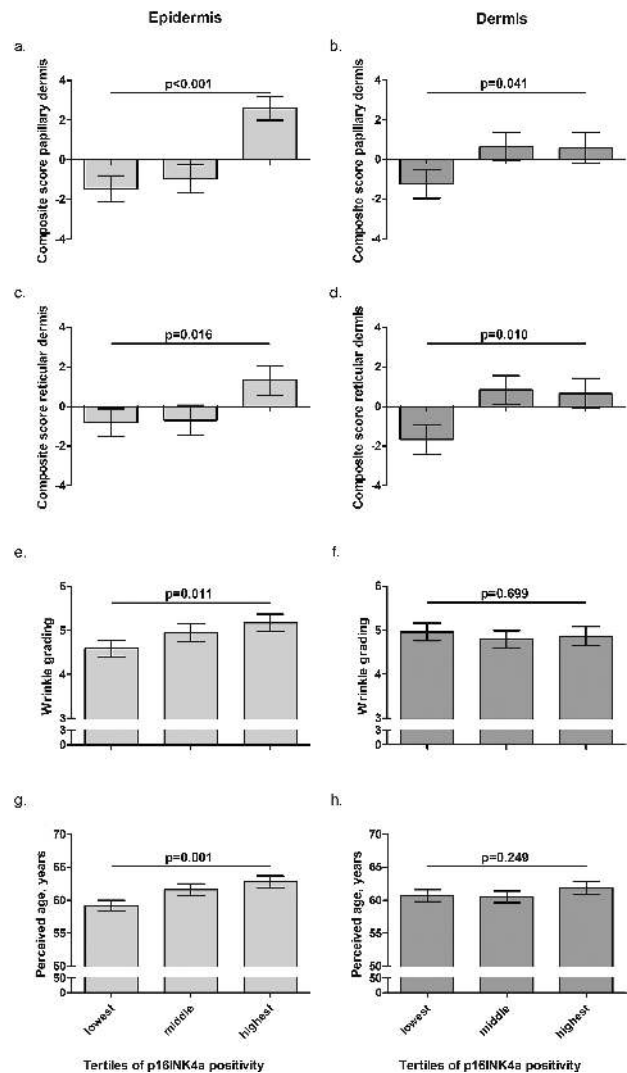 Epidermis
Dermis
a.
b.
Composite score papillary dermis
4
2
0
-2
-4
p<0.001
Composite score papillary dermis
4
2
0
-2
-4
p=0.041
c.
d.
Composite score reticular dermis
4
2
0
-2
-4
p=0.016
Composite score reticular dermis
4
2
0
-2
-4
p=0.010
e.
f.
Wrinkle grading
6
5
4
3
3
0
p=0.011
Wrinkle grading
6
5
4
3
3
0
p=0.699
g.
h.
Perceived age, years
70
65
60
55
50
50
0
p=0.001
Perceived age, years
70
65
60
55
50
50
0
p=0.249
lowest
middle
highest
lowest
middle
highest
Tertiles of p16INK4a positivity
Tertiles of p16INK4a positivity